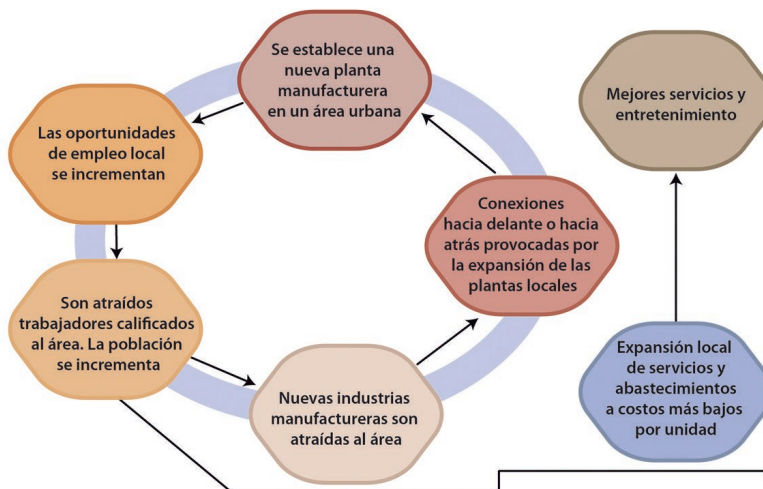 Se establece una
nueva planta
manufacturera
en un área urbana
Mejores servicios y
entretenimiento
Las oportunidades
de empleo local
se incrementan
Conexiones
hacia delante o hacia
atrás provocadas por
la expansión de las
plantas locales
Son atraídos
trabajadores calificados
al área. La población
se incrementa
Nuevas industrias
manufactureras son
atraídas al área
Expansión local
de servicios y
abastecimientos
a costos más bajos
por unidad